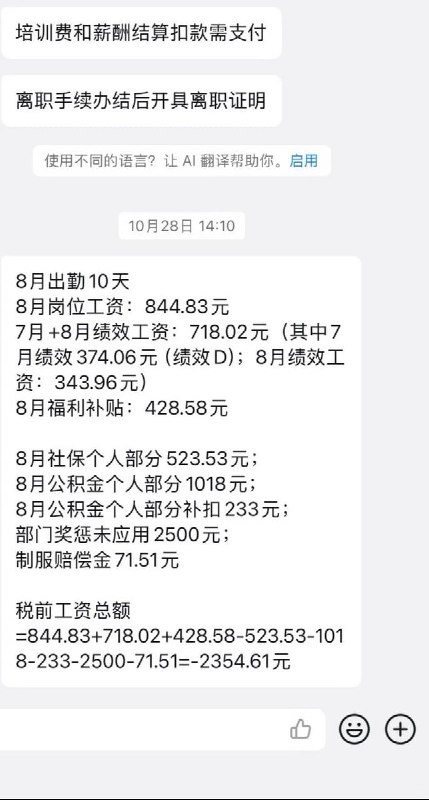 培训费和薪酬结算扣款需支付
离职手续办结后开具离职证明
使用不同的语言？让 AI 翻译帮助你。启用
10月28日 14:10
8月出勤10天
8月岗位工资：844.83元
7月+8月绩效工资：718.02元（其中7
月绩效374.06元 (绩效D)；8月绩效工
资：343.96元）
8月福利补贴：428.58元
8月社保个人部分523.53元；
8月公积金个人部分1018元；
8月公积金个人部分补扣233元；
部门奖惩未应用2500元；
制服赔偿金71.51元
税前工资总额
=844.83+718.02+428.58-523.53-101
8-233-2500-71.51=-2354.61元